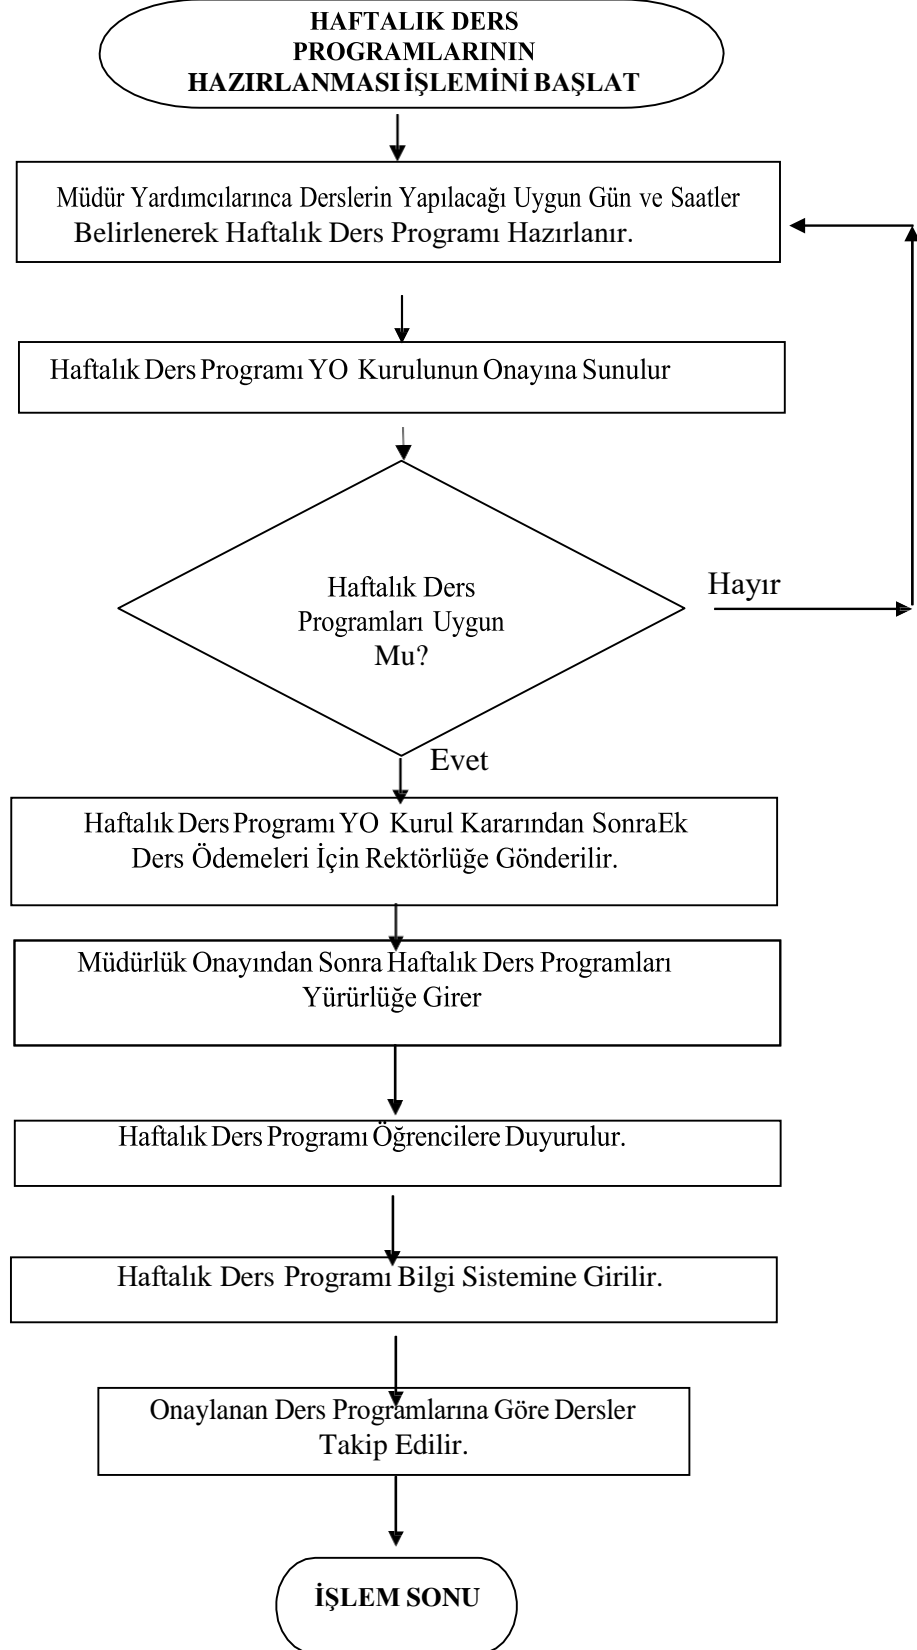 HAFTALIK DERS
PROGRAMLARININ
HAZIRLANMASI İŞLEMİNİ BAŞLAT
Müdür Yardımcılarınca Derslerin Yapılacağı Uygun Gün ve Saatler
Belirlenerek Haftalık Ders Programı Hazırlanır.
Haftalık Ders Programı YO Kurulunun Onayına Sunulur
Haftalık Ders
Programları Uygun
Mu?
Hayır
Evet
Haftalık Ders Programı YO Kurul Kararından SonraEk
Ders Ödemeleri İçin Rektörlüğe Gönderilir.
Müdürlük Onayından Sonra Haftalık Ders Programları
Yürürlüğe Girer
Haftalık Ders Programı Öğrencilere Duyurulur.
Haftalık Ders Programı Bilgi Sistemine Girilir.
Onaylanan Ders Programlarına Göre Dersler
Takip Edilir.
İŞLEM SONU